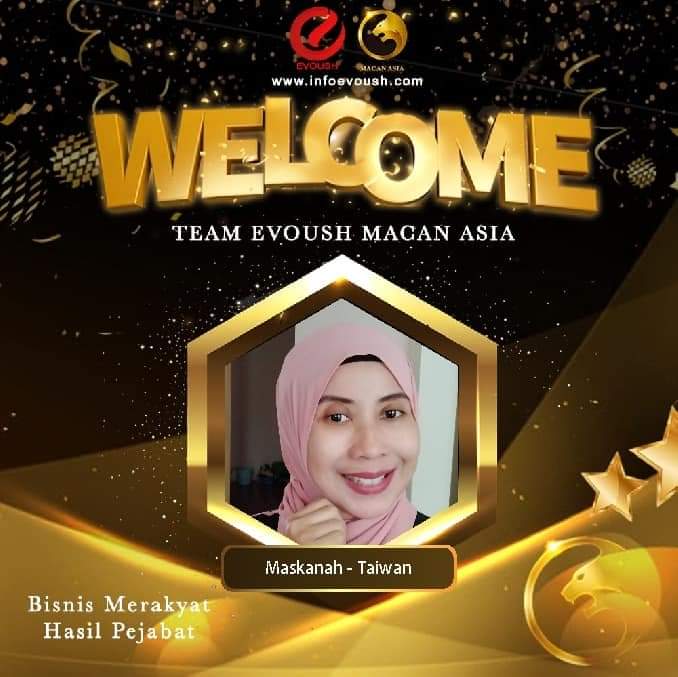 EVOUSH
MACAN ASIA
www.infoevoush.com
WELCOME
TEAM EVOUSH MACAN ASIA
Maskanah - Taiwan
Bisnis Merakyat
Hasil Pejabat